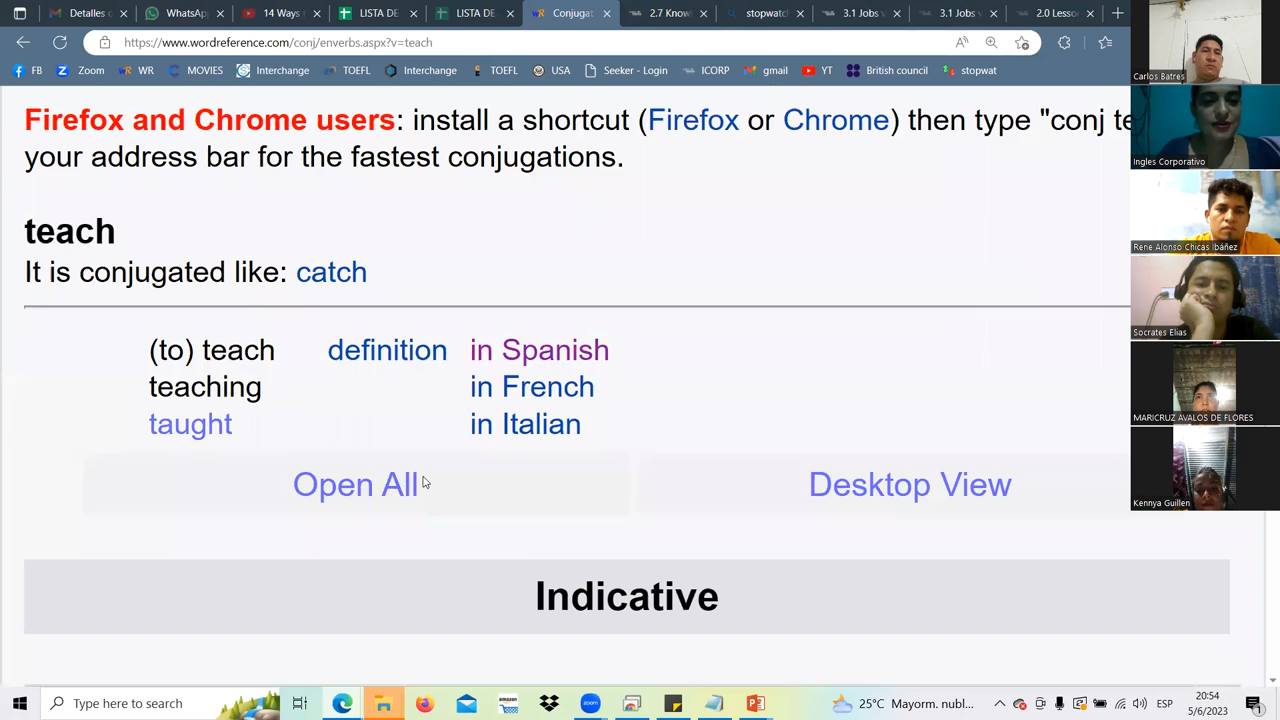 Detalles c
WhatsApp
14 Ways
LISTA DE
LISTA DE
Conjugat
2.7 Know
stopwatc
3.1 Jobs v
3.1 Jobs v
2.0 Lesso
https://www.wordreference.com/conj/enverbs.aspx?v=teach
FB
Zoom
WR
MOVIES
Interchange
TOEFL
Interchange
TOEFL
USA
Seeker - Login
ICORP
gmail
YT
British council
stopwat
Firefox and Chrome users: install a shortcut (Firefox or Chrome) then type "conj te
your address bar for the fastest conjugations.
teach
It is conjugated like: catch
(to) teach definition in Spanish
teaching in French
taught in Italian
Open All
Desktop View
Indicative
Carlos Batres
Ingles Corporativo
Rene Alonso Chicas Ibáñez
Socrates Elias
MARICRUZ AVALOS DE FLORES
Kennya Guillen
Type here to search
25°C Mayorm. nubl...
ESP
20:54
5/6/2023